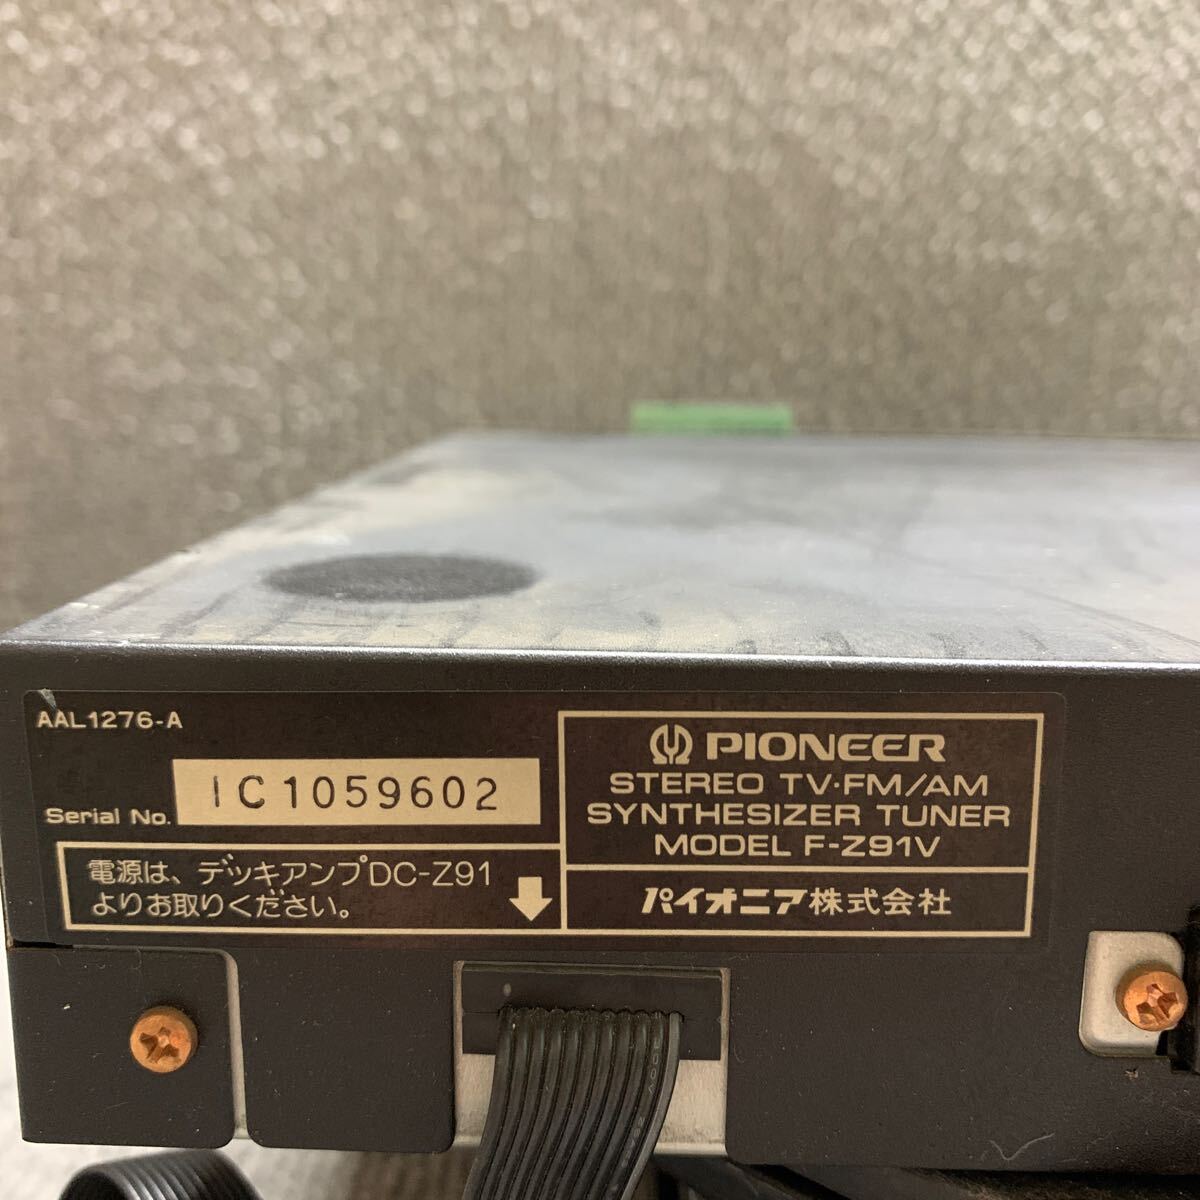 AAL1276-A
Serial No. IC1059602
電源は、デッキアンプDC-Z91
よりお取りください。
PIONEER
STEREO TV·FM/AM
SYNTHESIZER TUNER
MODEL F-Z91V
パイオニア株式会社